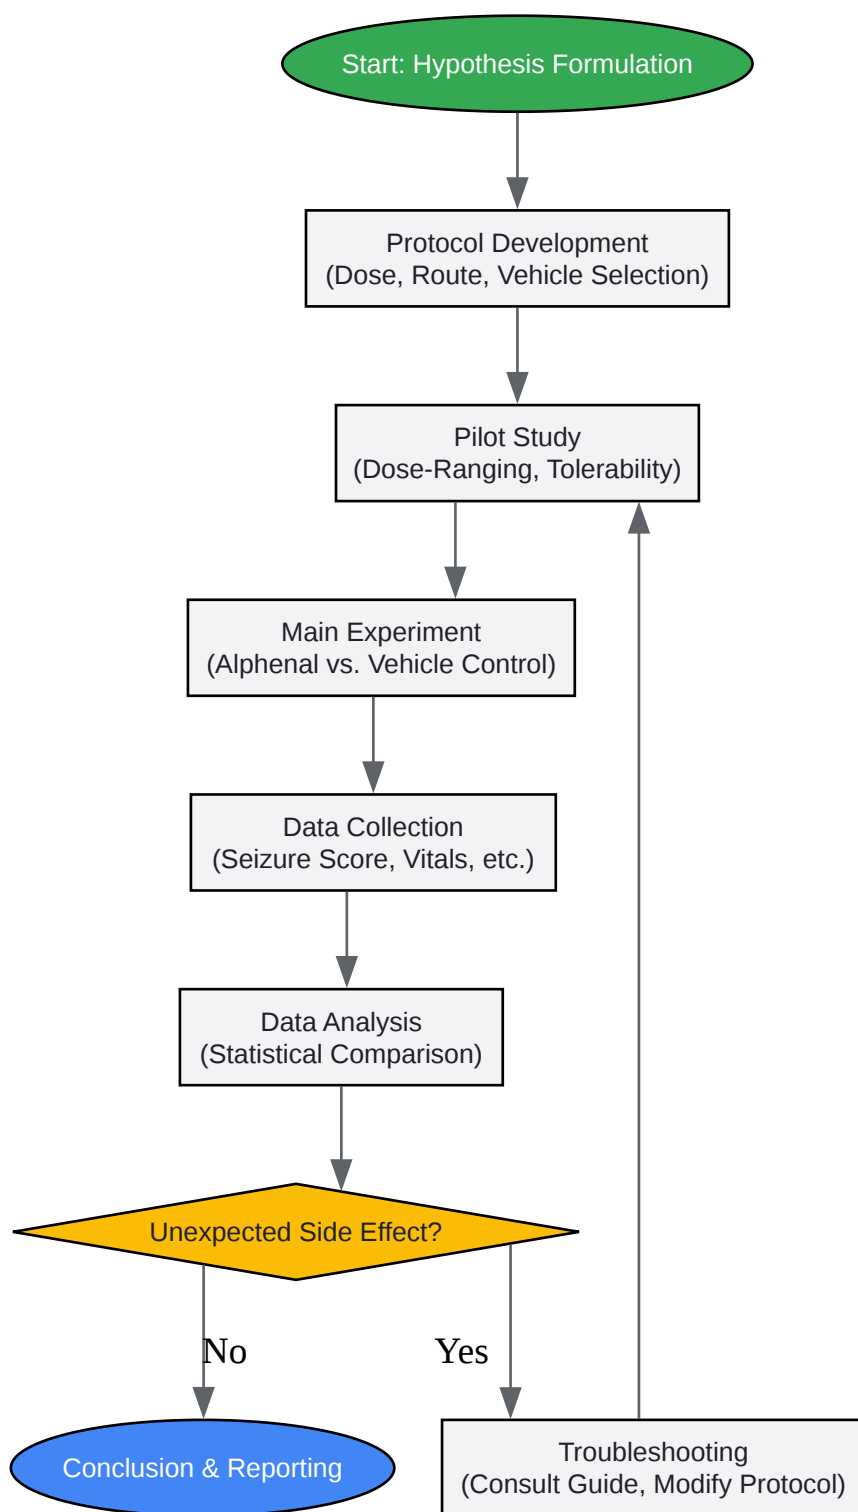 Start: Hypothesis Formulation
Protocol Development
(Dose, Route, Vehicle Selection)
Pilot Study
(Dose-Ranging, Tolerability)
Main Experiment
(Alphenal vs. Vehicle Control)
Data Collection
(Seizure Score, Vitals, etc.)
Data Analysis
(Statistical Comparison)
Unexpected Side Effect?
No
Yes
Conclusion & Reporting
Troubleshooting
(Consult Guide, Modify Protocol)